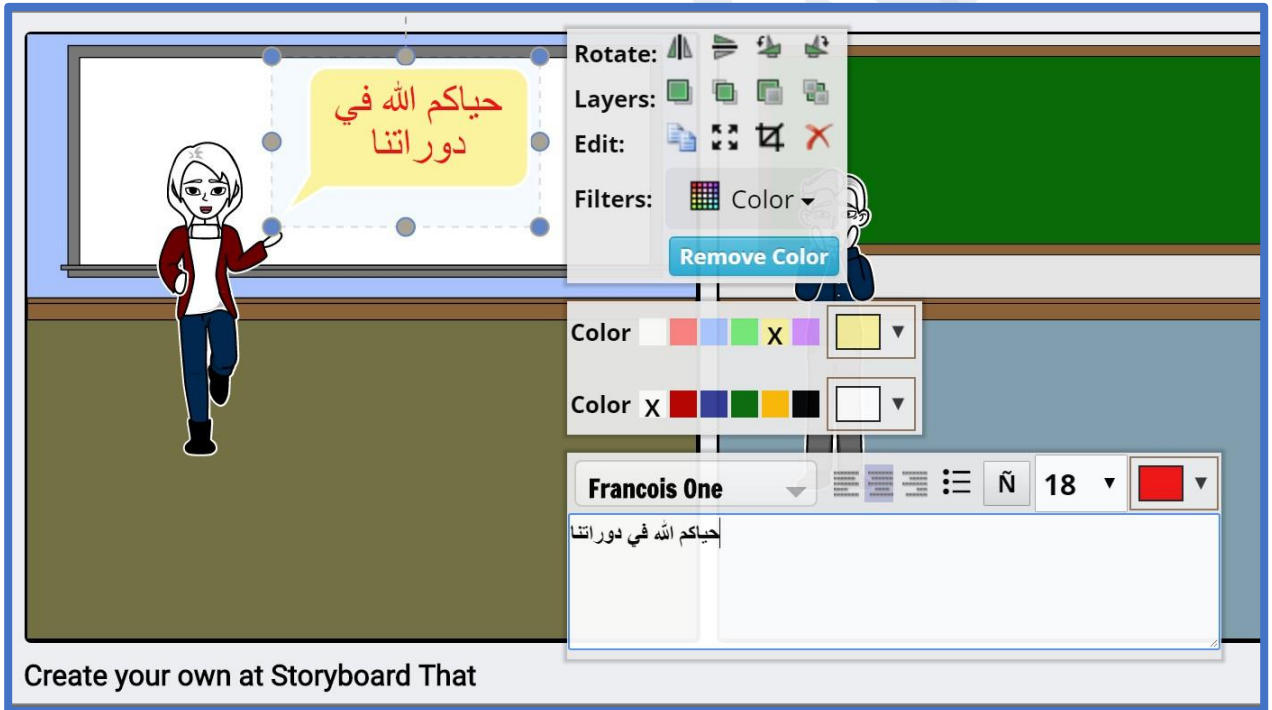 حياكم الله في
دوراتنا
Rotate:
Layers:
Edit:
Filters: Color
Remove Color
Color X
Color X
Francois One Ñ 18
حياكم الله في دوراتنا
Create your own at Storyboard That